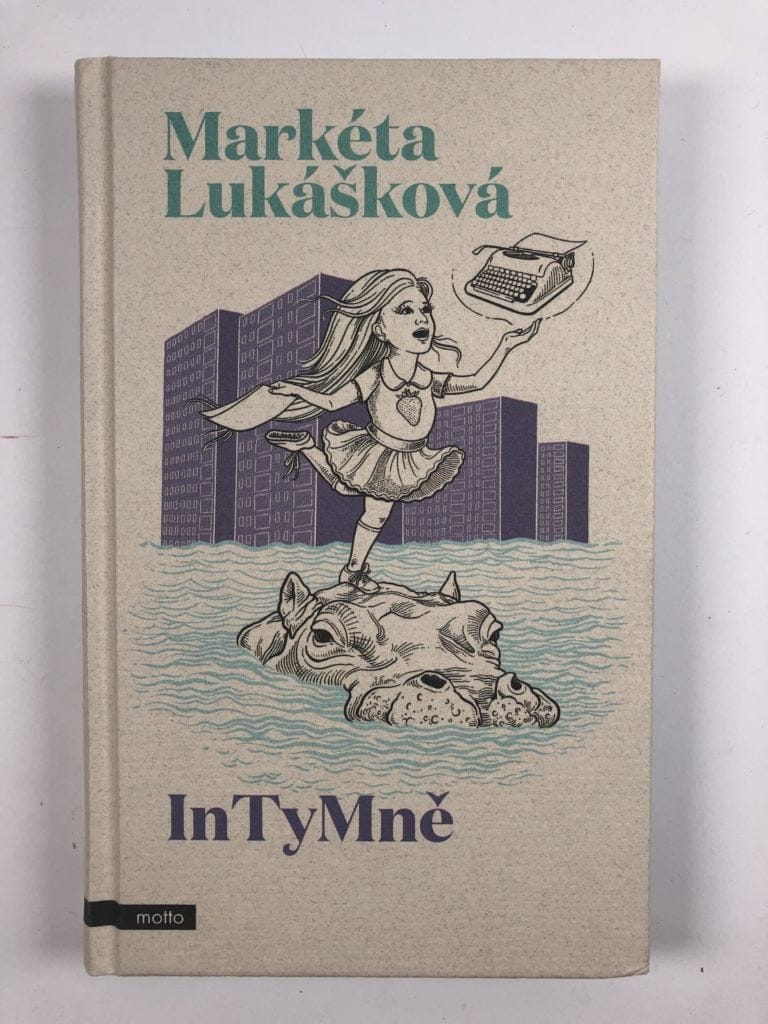 Markéta
Lukášková
InTyMně
motto